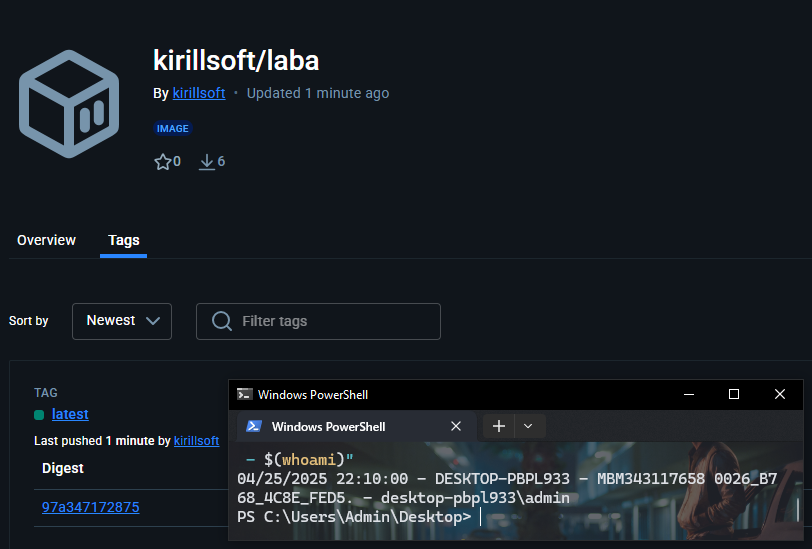 kirillsoft/laba
By kirillsoft • Updated 1 minute ago
IMAGE
0 6
Overview Tags
Sort by Newest Filter tags
TAG
latest
Last pushed 1 minute by kirillsoft
Digest
97a347172875
Windows PowerShell
Windows PowerShell
- $(whoami)"
04/25/2025 22:10:00 - DESKTOP-PBPL933 - MBM343117658 0026_B7
68_4C8E_FED5. - desktop-pbpl933\admin
PS C:\Users\Admin\Desktop>